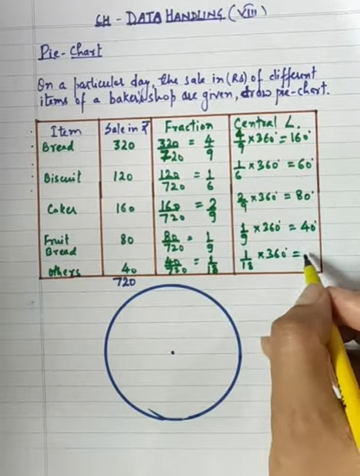 CH - DATA HANDLING (VIII)
Pie-Chart
On a particular day, the sale in (Rs) of different
items of a baker's shop are given, draw pie-chart.
Item Sale in ₹ Fraction Central ∠.
Bread 320 320/720 = 4/9 4/9 × 360° = 160°
Biscuit 120 120/720 = 1/6 1/6 × 360° = 60°
Cakes 160 160/720 = 2/9 2/9 × 360° = 80°
Fruit Bread 80 80/720 = 1/9 1/9 × 360° = 40°
Others 40 40/720 = 1/18 1/18 × 360° =
720